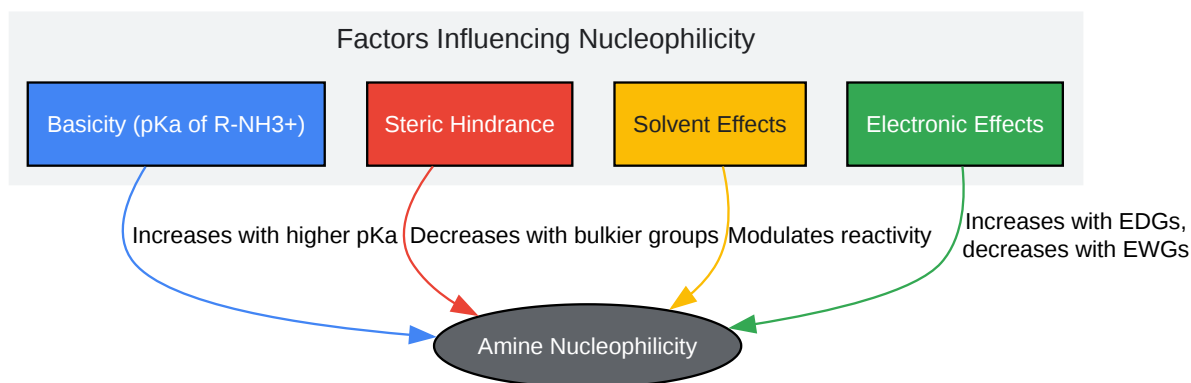 Factors Influencing Nucleophilicity
Basicity (pKa of R-NH3+)
Steric Hindrance
Solvent Effects
Electronic Effects
Increases with higher pKa
Decreases with bulkier groups
Modulates reactivity
Increases with EDGs,
decreases with EWGs
Amine Nucleophilicity